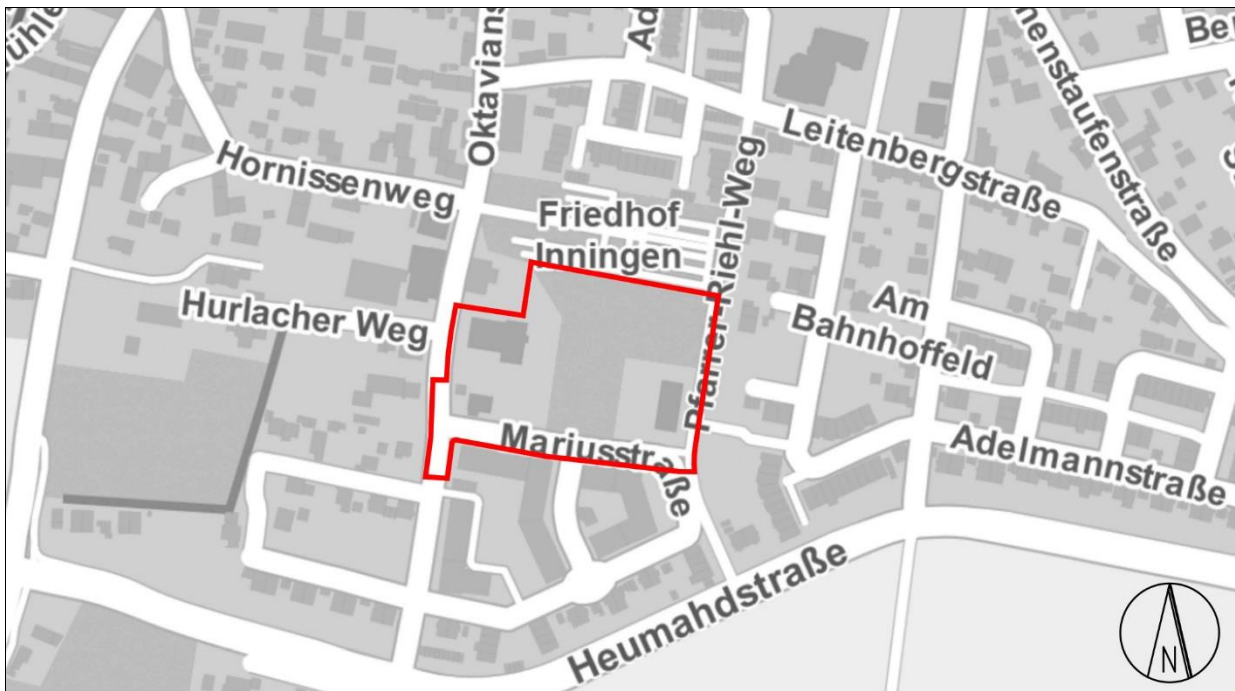 Oktavians
Hornissenweg
Friedhof
Inningen
Hurlacher Weg
Pfarrer-Riehl-Weg
Leitenbergstraße
Am
Bahnhoffeld
Mariusstraße
Adelmannstraße
Heumahdstraße
N